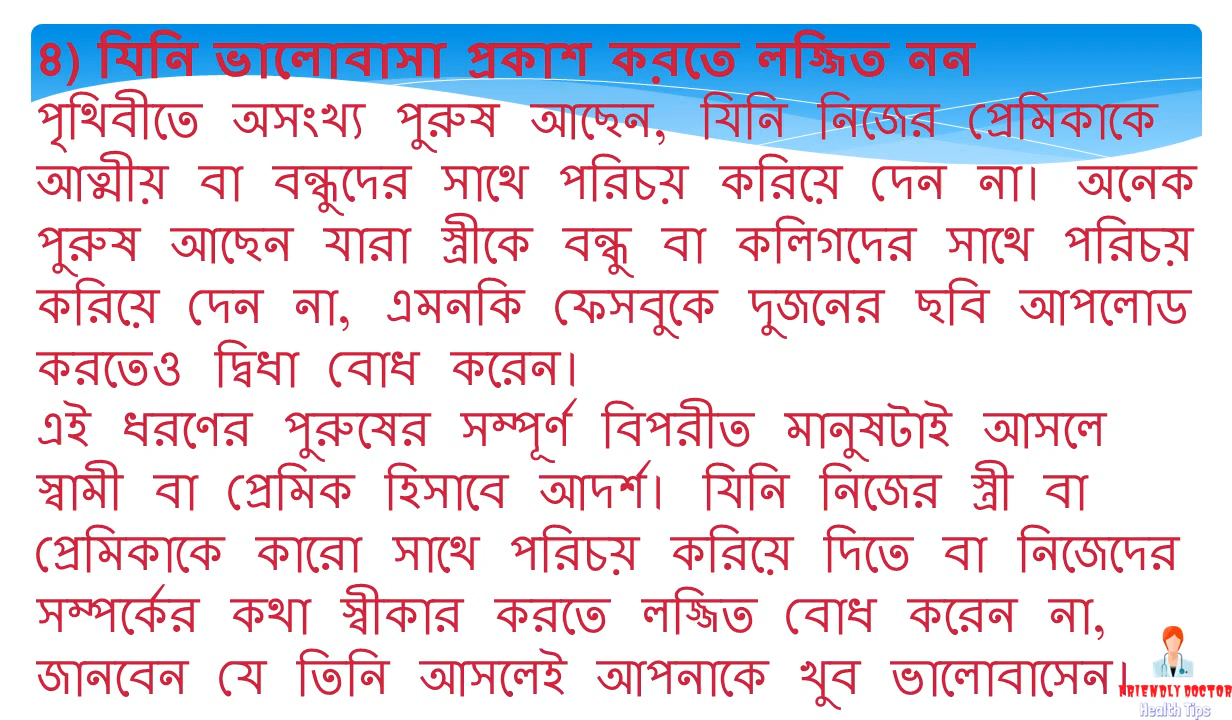 ৪) যিনি ভালোবাসা প্রকাশ করতে লজ্জিত নন
পৃথিবীতে অসংখ্য পুরুষ আছেন, যিনি নিজের প্রেমিকাকে
আত্মীয় বা বন্ধুদের সাথে পরিচয় করিয়ে দেন না। অনেক
পুরুষ আছেন যারা স্ত্রীকে বন্ধু বা কলিগদের সাথে পরিচয়
করিয়ে দেন না, এমনকি ফেসবুকে দুজনের ছবি আপলোড
করতেও দ্বিধা বোধ করেন।
এই ধরণের পুরুষের সম্পূর্ণ বিপরীত মানুষটাই আসলে
স্বামী বা প্রেমিক হিসাবে আদর্শ। যিনি নিজের স্ত্রী বা
প্রেমিকাকে কারো সাথে পরিচয় করিয়ে দিতে বা নিজেদের
সম্পর্কের কথা স্বীকার করতে লজ্জিত বোধ করেন না,
জানবেন যে তিনি আসলেই আপনাকে খুব ভালোবাসেন।
FRIENDLY DOCTOR
Health Tips